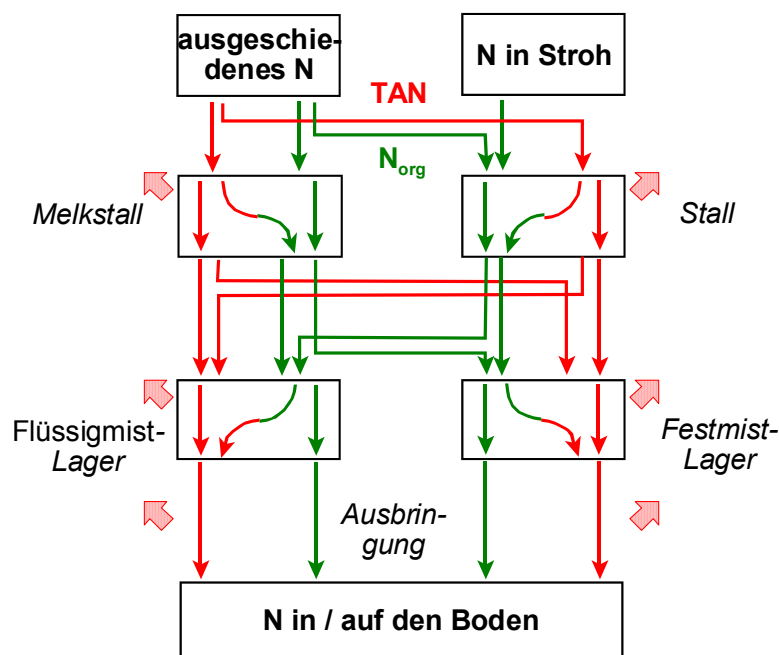 ausgeschie-
denes N
N in Stroh
TAN
Norg
Melkstall
Stall
Flüssigmist-
Lager
Festmist-
Lager
Ausbrin-
gung
N in / auf den Boden